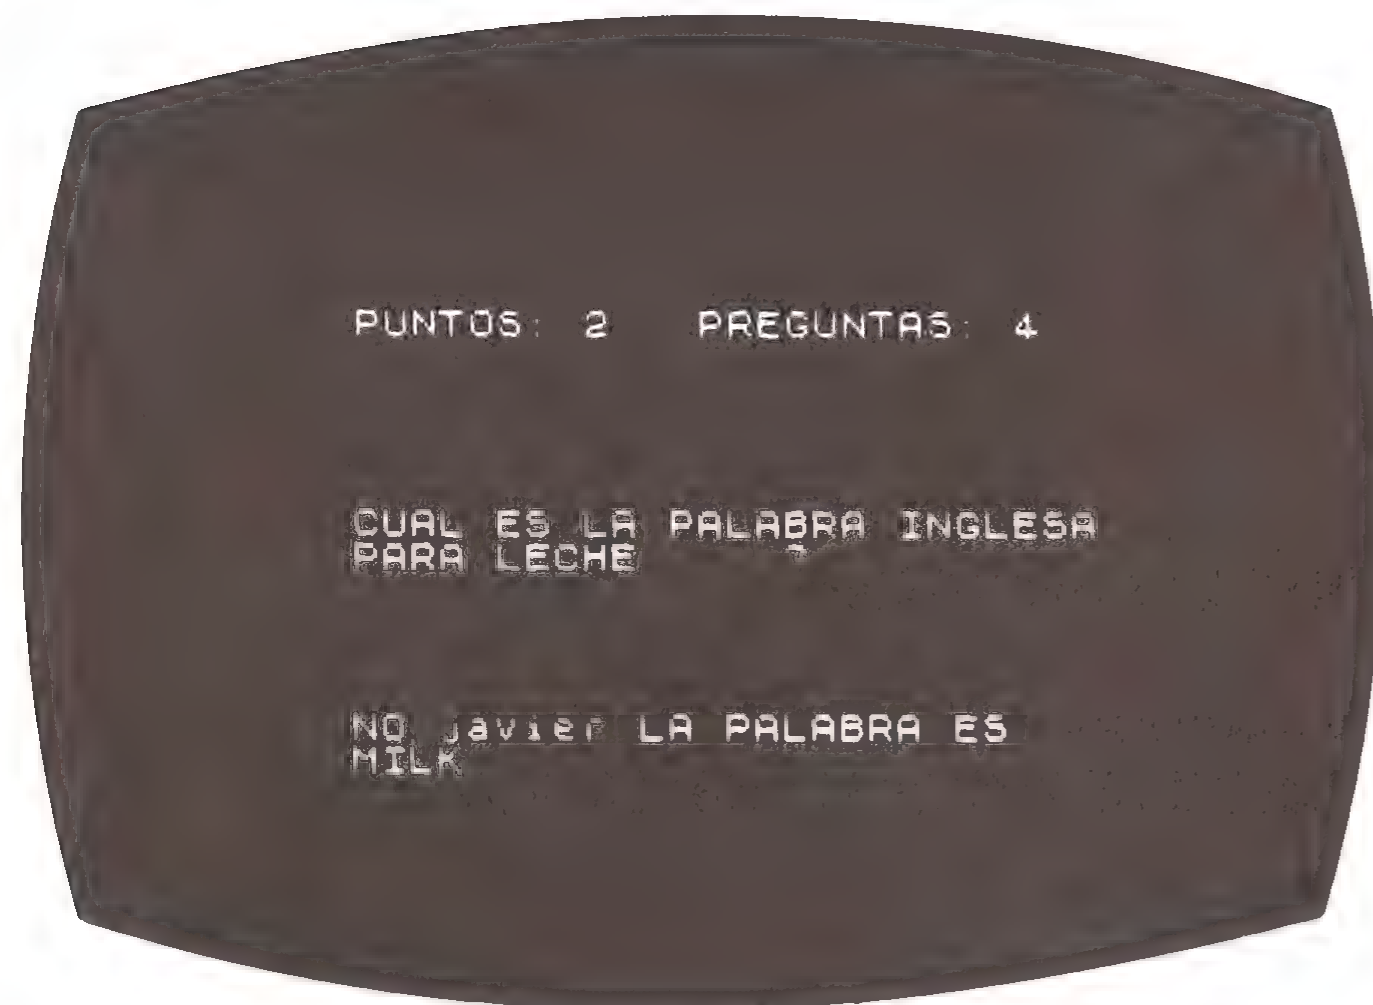 PUNTOS: 2 PREGUNTAS: 4
CUAL ES LA PALABRA INGLESA
PARA LECHE ?
NO javier LA PALABRA ES
MILK